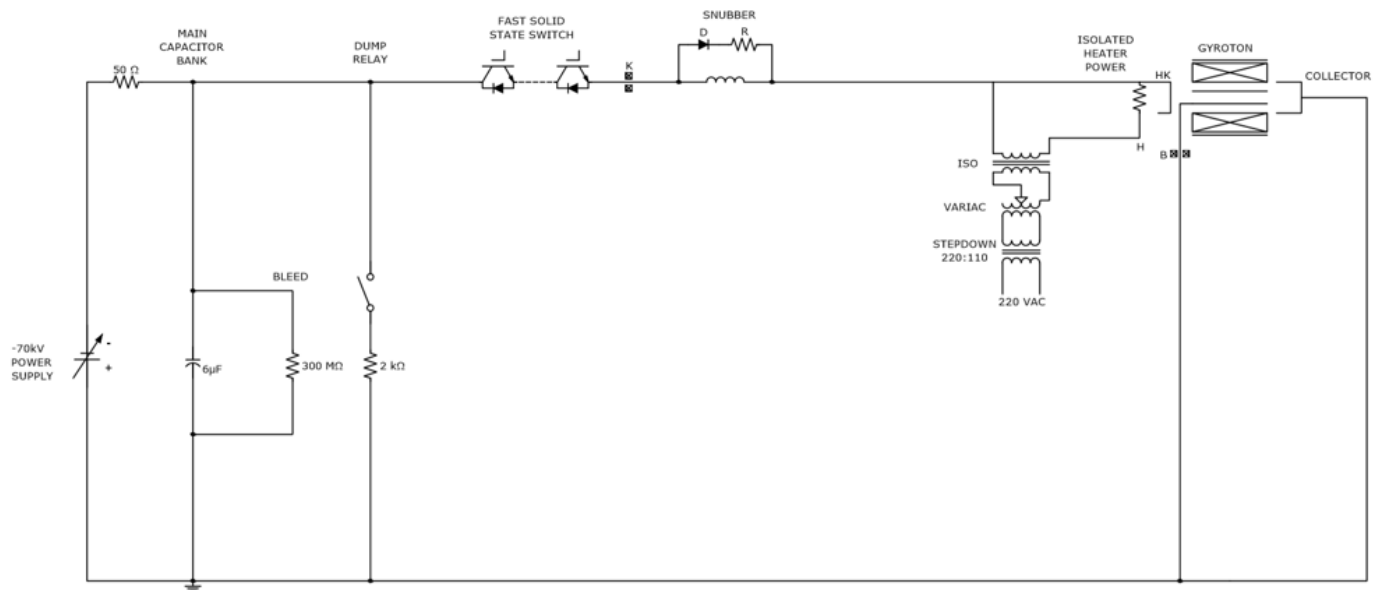 MAIN
CAPACITOR
BANK
DUMP
RELAY
FAST SOLID
STATE SWITCH
SNUBBER
D
R
ISOLATED
HEATER
POWER
GYROTON
COLLECTOR
50 Ω
K
HK
H
B
ISO
VARIAC
STEPDOWN
220:110
220 VAC
BLEED
-70kV
POWER
SUPPLY
-
+
6μF
300 MΩ
2 kΩ